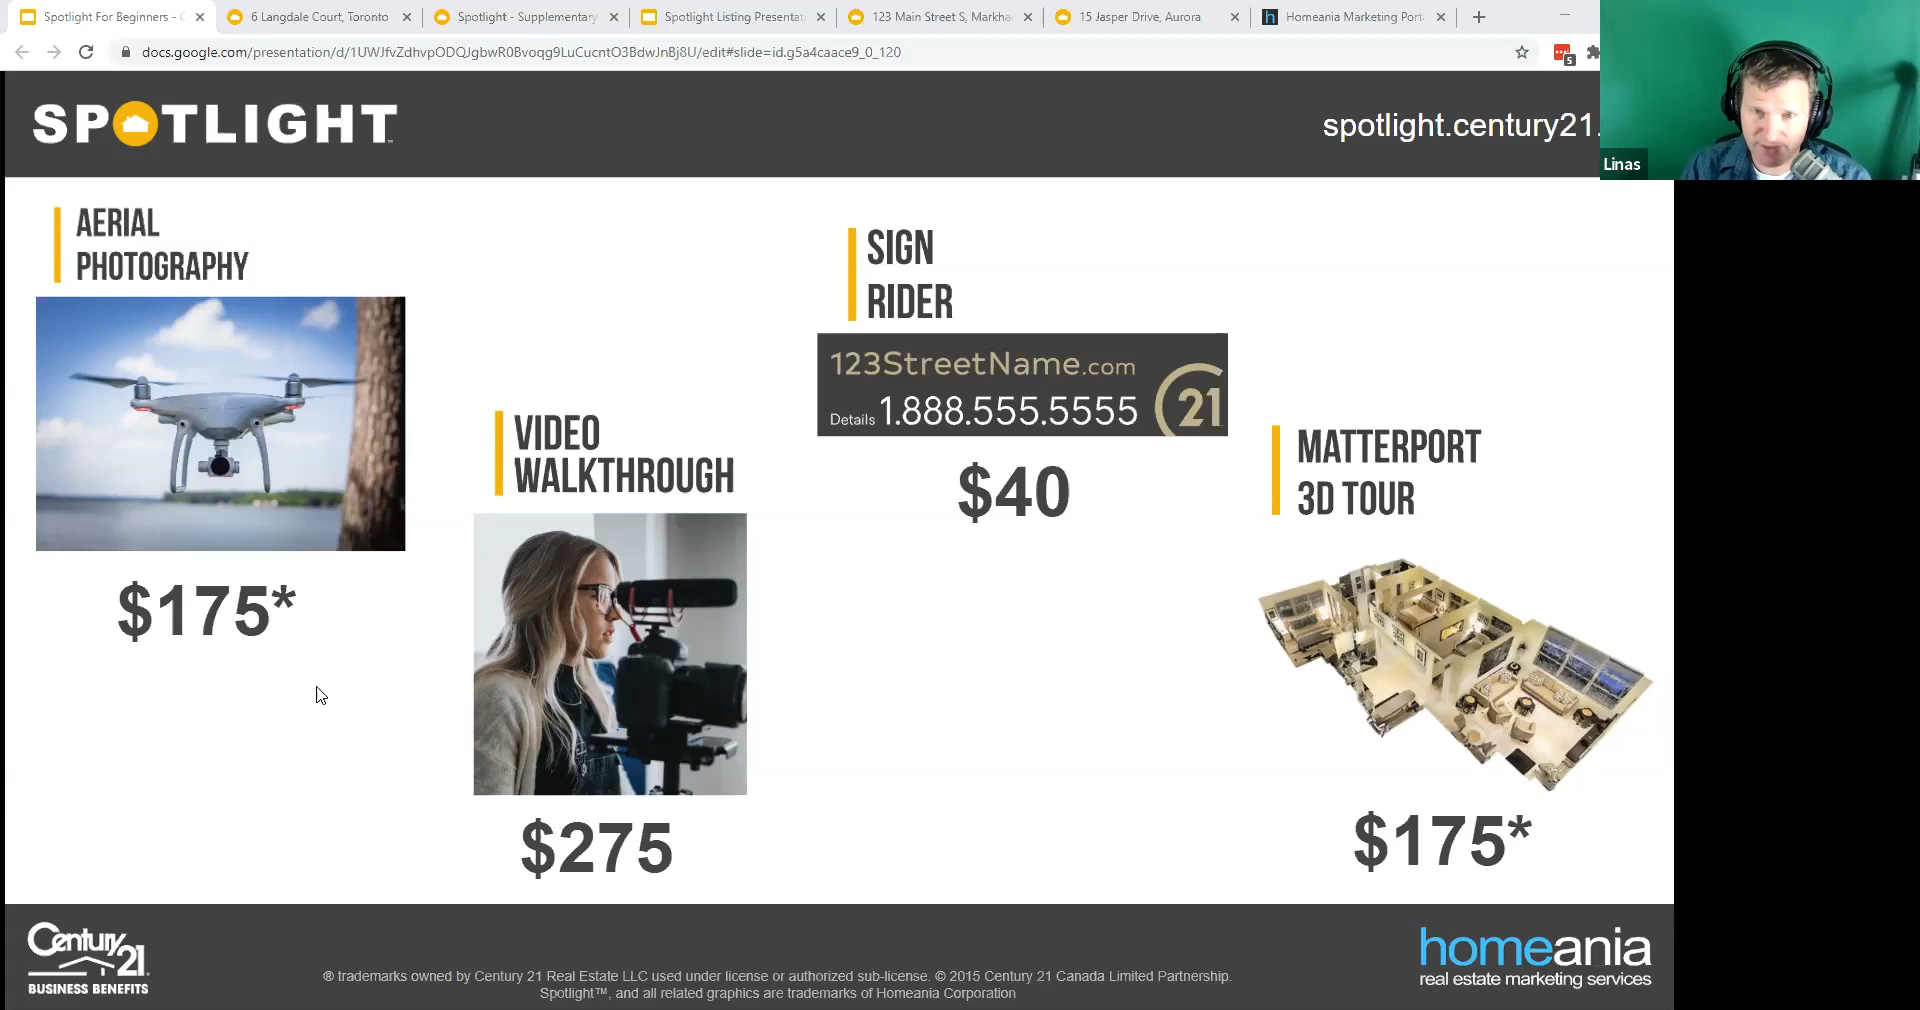 Spotlight For Beginners - C
6 Langdale Court, Toronto
Spotlight - Supplementary
Spotlight Listing Presentat
123 Main Street S, Markha
15 Jasper Drive, Aurora
Homeania Marketing Port
docs.google.com/presentation/d/1UWJfvZdhvpODQJgbwR0Bvoqg9LuCucntO3BdwJnBj8U/edit#slide=id.g5a4caace9_0_120
5
SPOTLIGHT
spotlight.century21.
Linas
AERIAL
PHOTOGRAPHY
$175*
VIDEO
WALKTHROUGH
$275
SIGN
RIDER
123StreetName.com
Details 1.888.555.5555
C21
$40
MATTERPORT
3D TOUR
$175*
Century 21
BUSINESS BENEFITS
® trademarks owned by Century 21 Real Estate LLC used under license or authorized sub-license. © 2015 Century 21 Canada Limited Partnership.
Spotlight™, and all related graphics are trademarks of Homeania Corporation
homeania
real estate marketing services